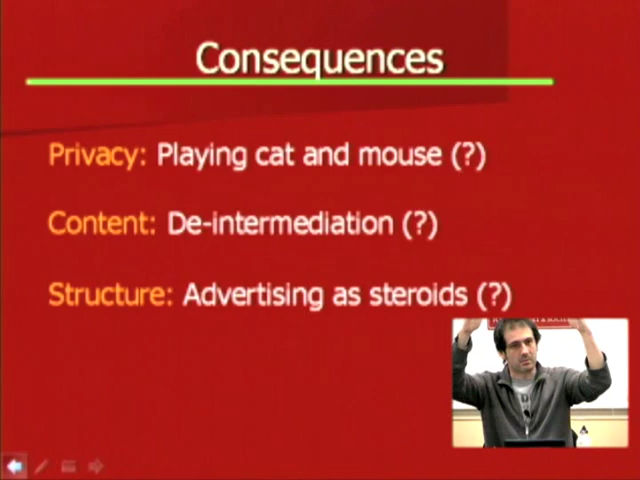 Consequences
Privacy: Playing cat and mouse (?)
Content: De-intermediation (?)
Structure: Advertising as steroids (?)